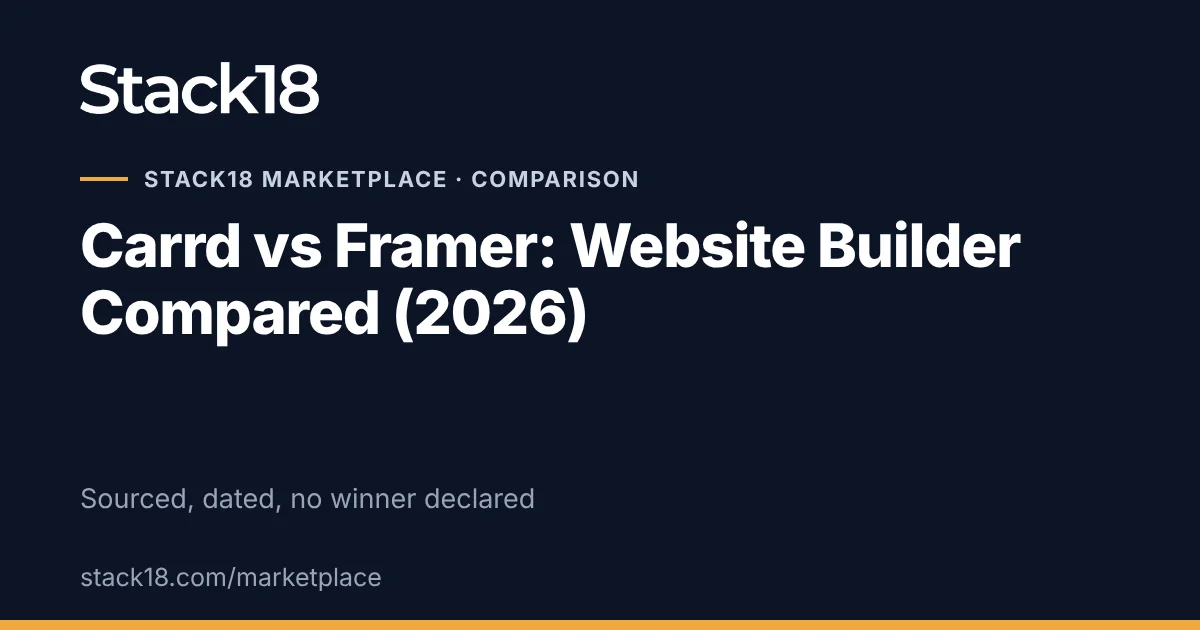 Stack18
STACK18 MARKETPLACE · COMPARISON
Carrd vs Framer: Website Builder
Compared (2026)
Sourced, dated, no winner declared
stack18.com/marketplace